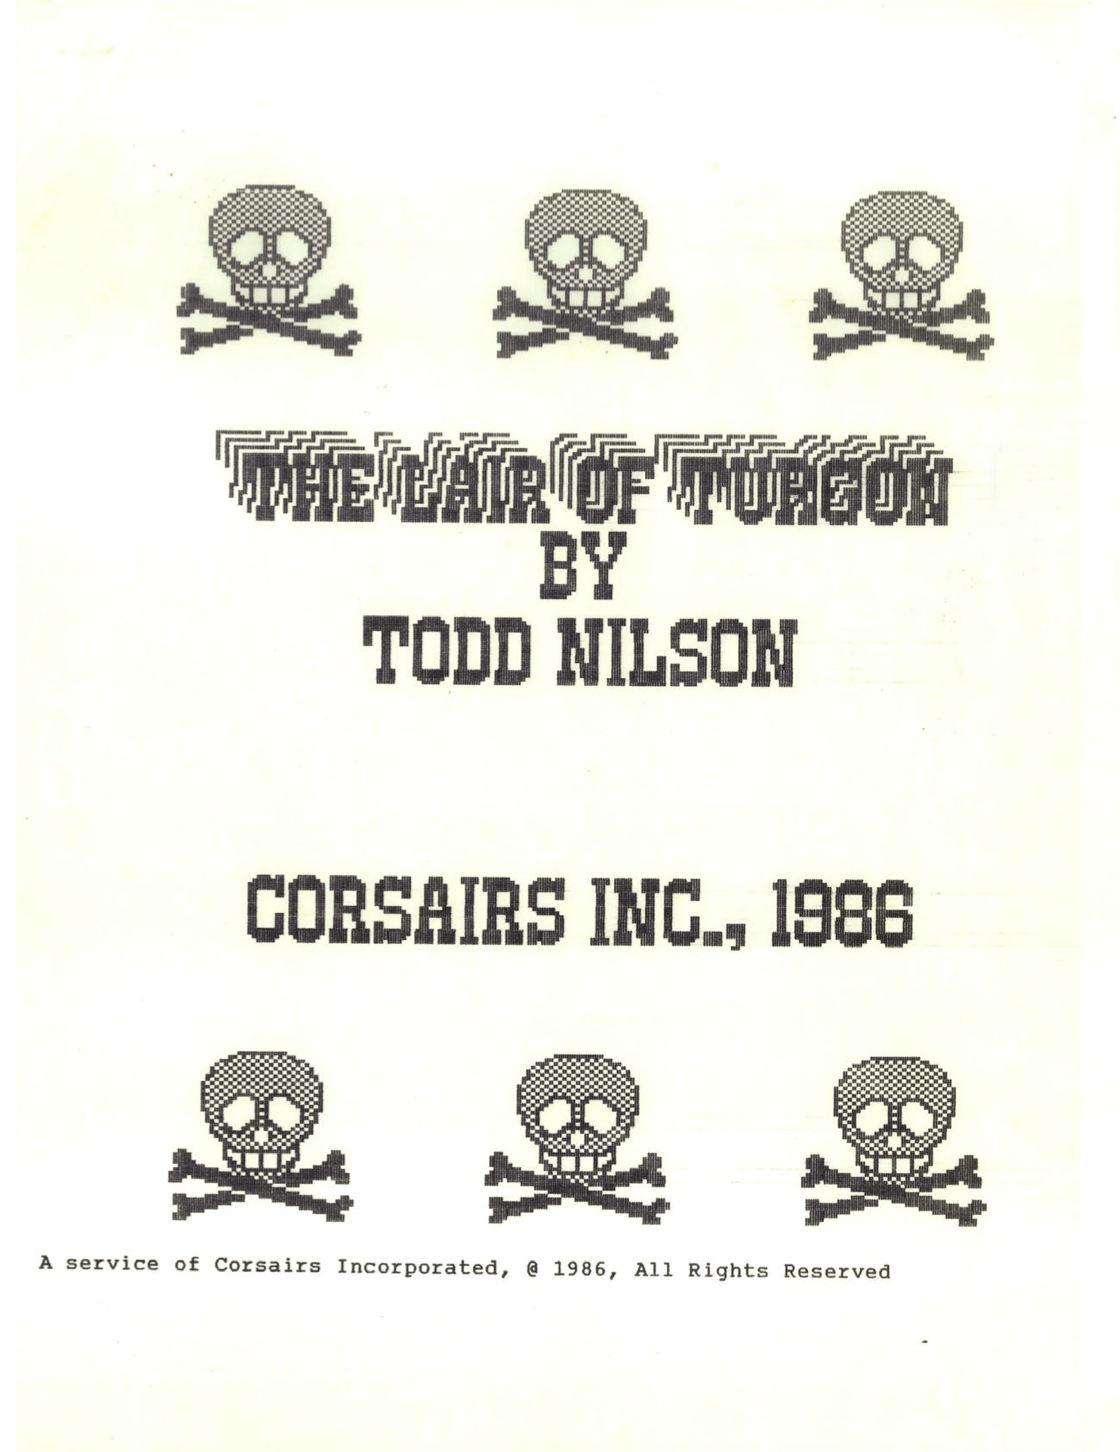 THE LAIR OF TURGON
BY
TODD NILSON
CORSAIRS INC., 1986
A service of Corsairs Incorporated, @ 1986, All Rights Reserved